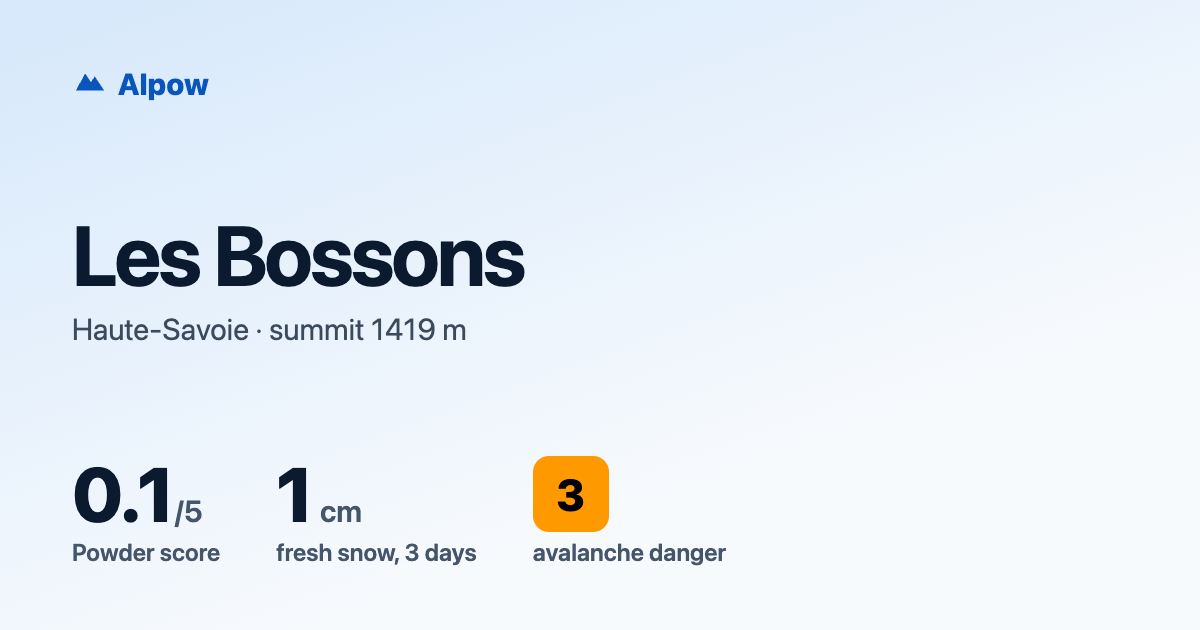 Alpow
Les Bossons
Haute-Savoie · summit 1419 m
0.1/5
Powder score
1 cm
fresh snow, 3 days
3
avalanche danger